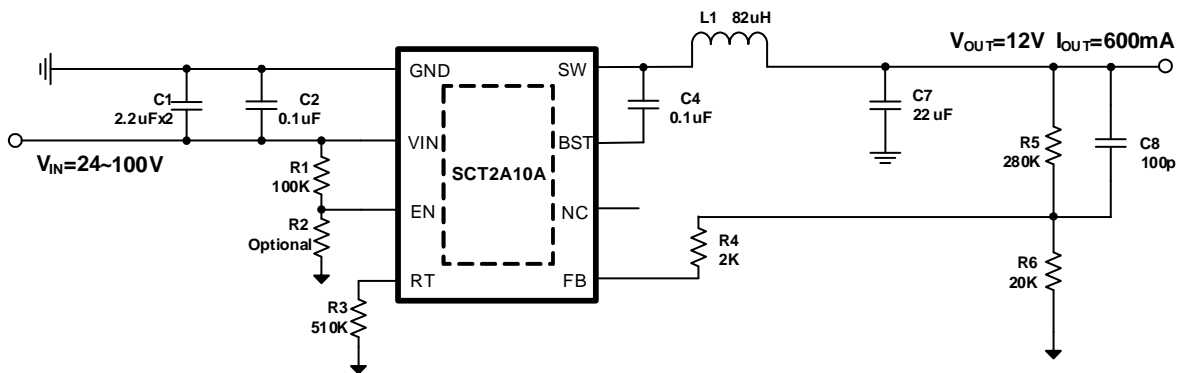 L1 82uH
VOUT=12V IOUT=600mA
GND
SW
C1
2.2uFx2
C2
0.1uF
C4
0.1uF
C7
22uF
R5
280K
C8
100p
VIN
BST
VIN=24~100V
R1
100K
SCT2A10A
EN
NC
R2
Optional
R4
2K
RT
FB
R6
20K
R3
510K